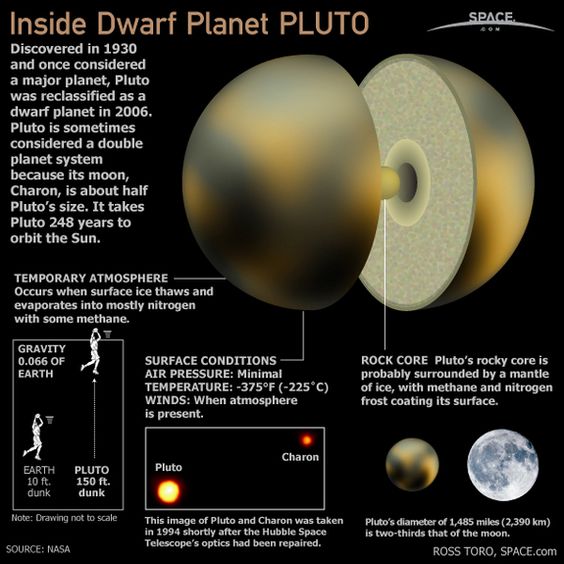 Inside Dwarf Planet PLUTO
SPACE.
.COM
Discovered in 1930
and once considered
a major planet, Pluto
was reclassified as a
dwarf planet in 2006.
Pluto is sometimes
considered a double
planet system
because its moon,
Charon, is about half
Pluto's size. It takes
Pluto 248 years to
orbit the Sun.
TEMPORARY ATMOSPHERE
Occurs when surface ice thaws and
evaporates into mostly nitrogen
with some methane.
GRAVITY
0.066 OF
EARTH
EARTH
10 ft.
dunk
PLUTO
150 ft.
dunk
Note: Drawing not to scale
SURFACE CONDITIONS
AIR PRESSURE: Minimal
TEMPERATURE: -375°F (-225°C)
WINDS: When atmosphere
is present.
Pluto
Charon
This image of Pluto and Charon was taken
in 1994 shortly after the Hubble Space
Telescope's optics had been repaired.
ROCK CORE Pluto's rocky core is
probably surrounded by a mantle
of ice, with methane and nitrogen
frost coating its surface.
Pluto's diameter of 1,485 miles (2,390 km)
is two-thirds that of the moon.
SOURCE: NASA
ROSS TORO, SPACE.com